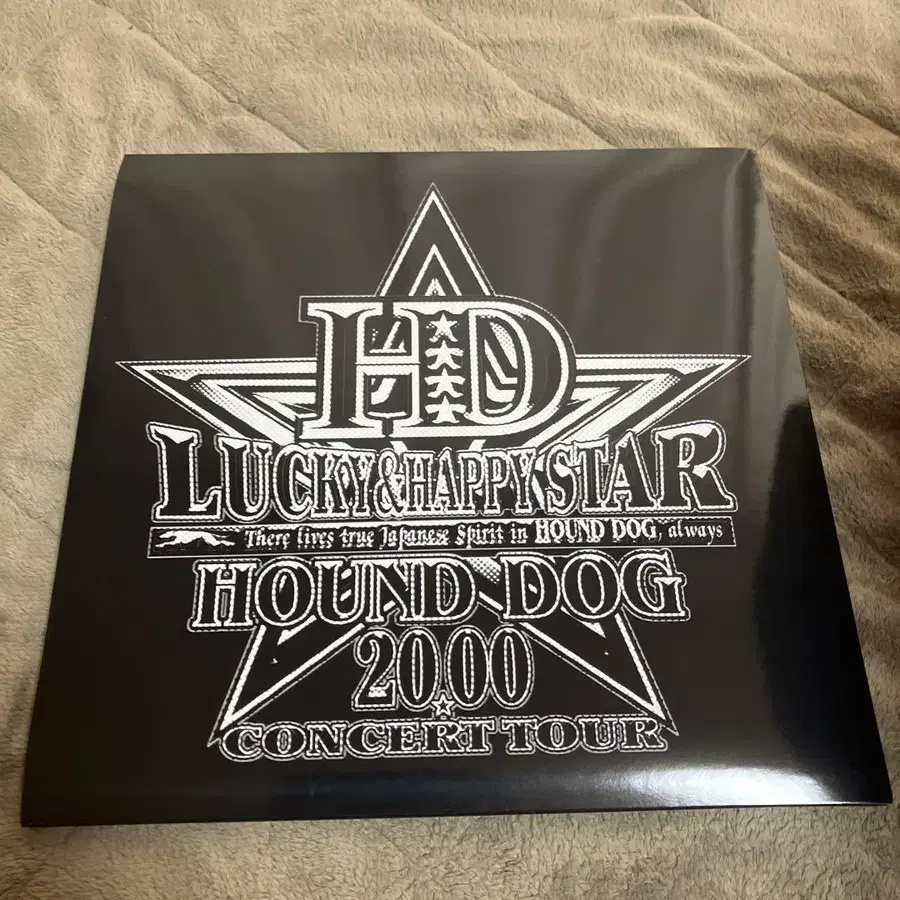 HD
LUCKY&HAPPY STAR
There lives true Japanese Spirit in HOUND DOG, always
HOUND DOG
2000
CONCERT TOUR